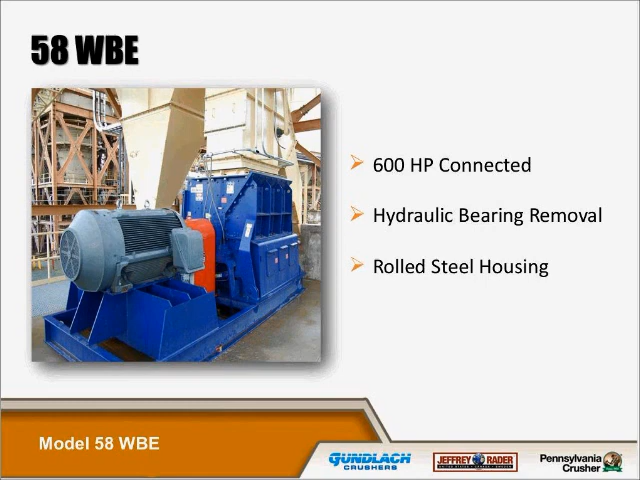 58 WBE
600 HP Connected
Hydraulic Bearing Removal
Rolled Steel Housing
Model 58 WBE
GUNDLACH
CRUSHERS
JEFFREY RADER
Pennsylvania
Crusher